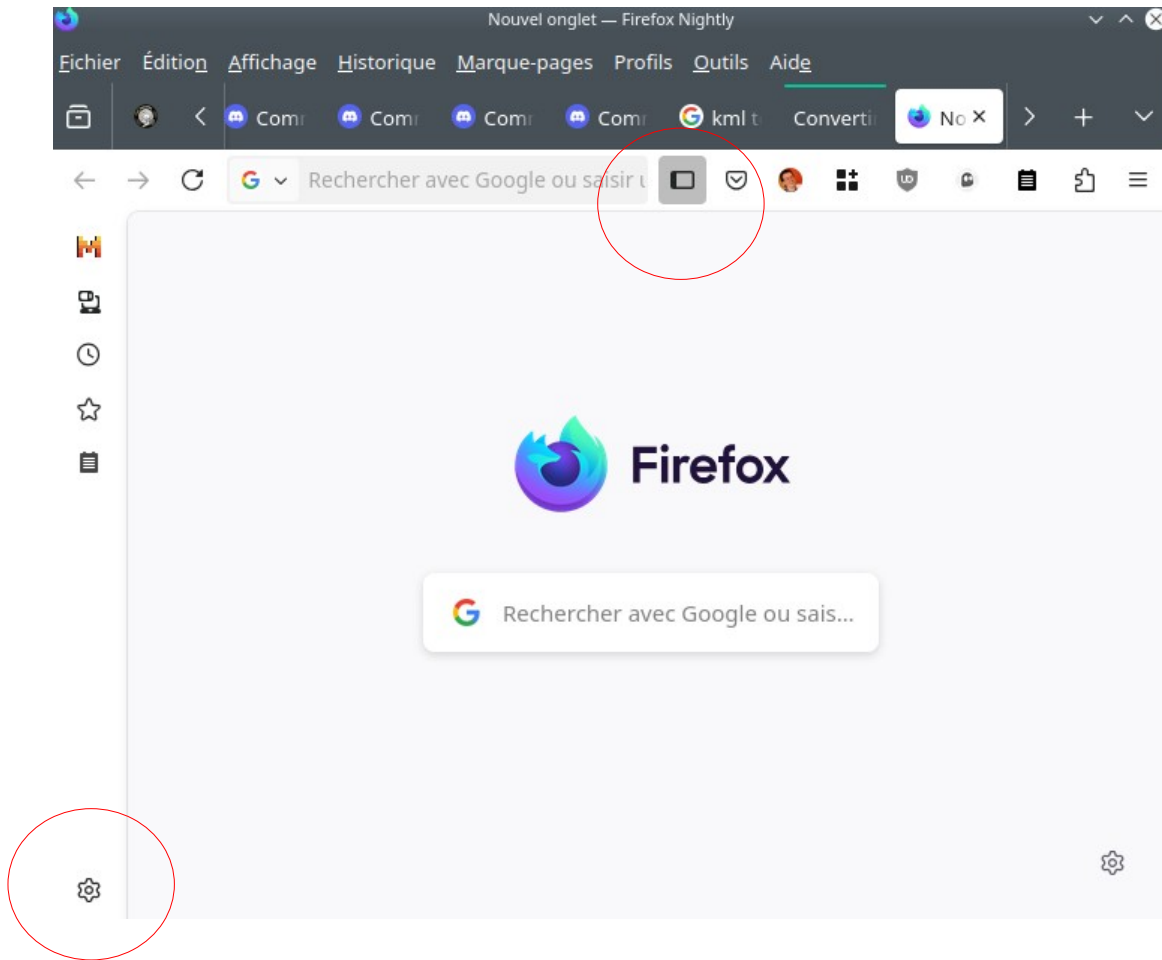 Nouvel onglet — Firefox Nightly
Fichier Édition Affichage Historique Marque-pages Profils Outils Aide
Com Com Com Com kml t Converti No
Rechercher avec Google ou saisir u
Firefox
Rechercher avec Google ou sais...